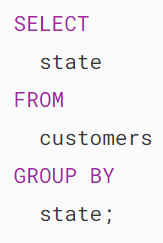 SELECT
state
FROM
customers
GROUP BY
state;